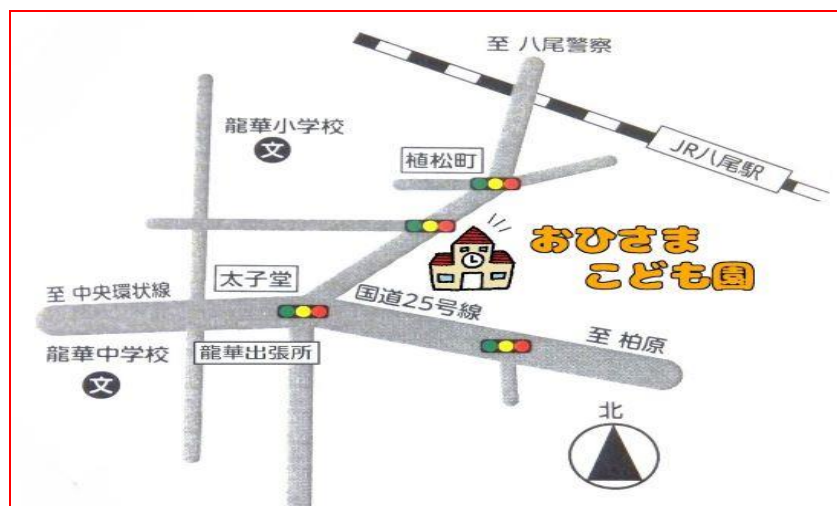 至 八尾警察
龍華小学校
文
植松町
JR八尾駅
おひさま
こども園
太子堂
至 中央環状線
国道25号線
龍華中学校
龍華出張所
至 柏原
文
北